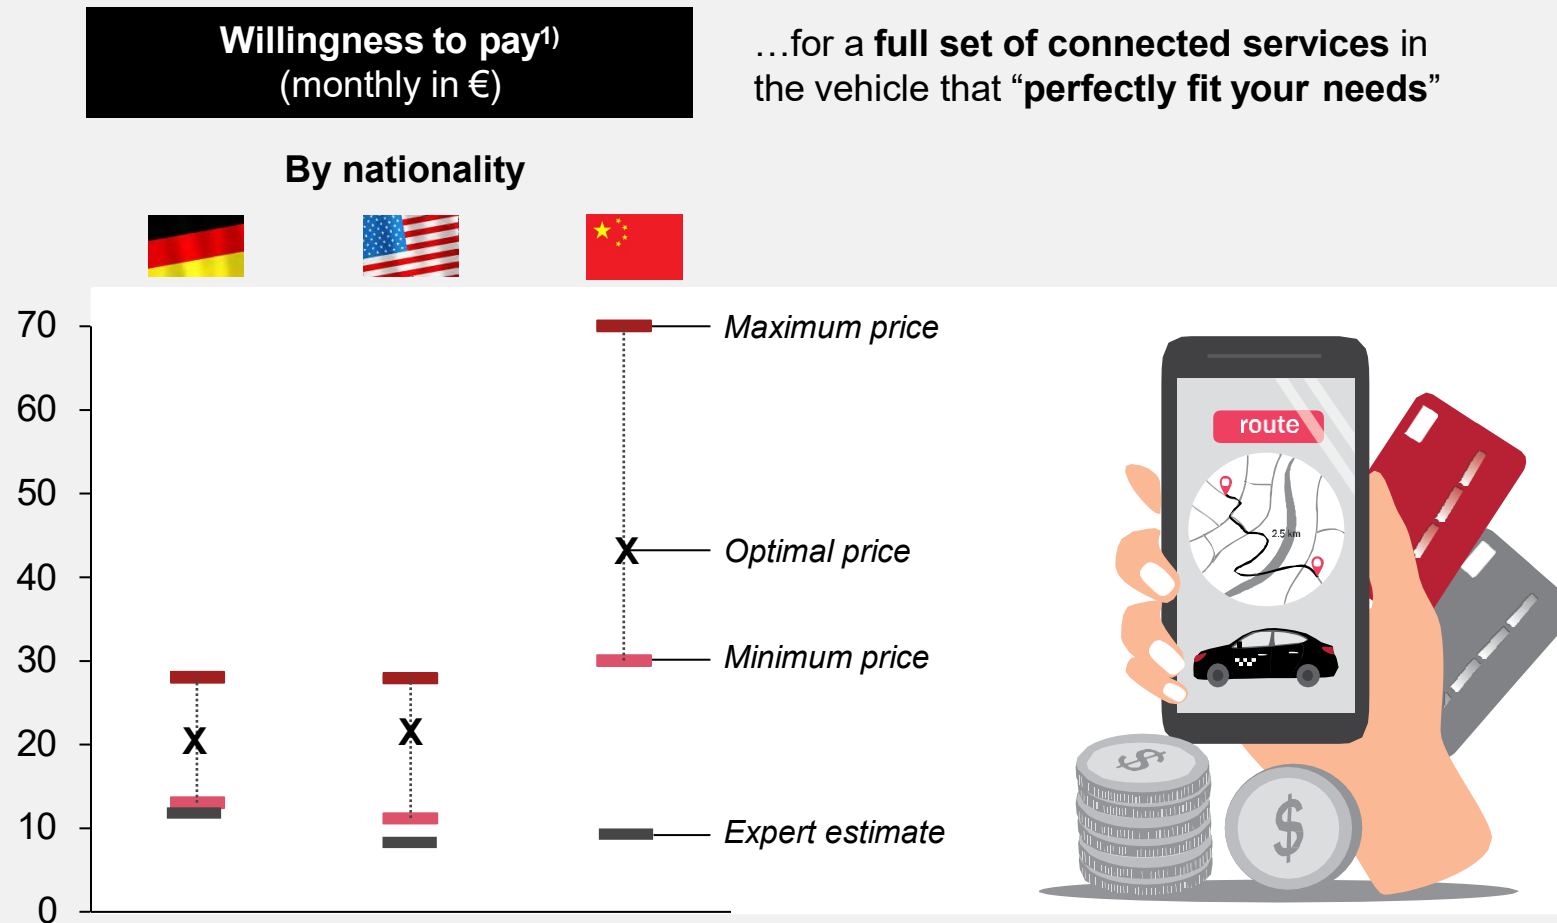 Willingness to pay1)
(monthly in €)
…for a full set of connected services in
the vehicle that “perfectly fit your needs”
By nationality
70
60
50
40
30
20
10
0
Maximum price
X
Optimal price
Minimum price
X
X
Expert estimate
route
2.5 km
$
$